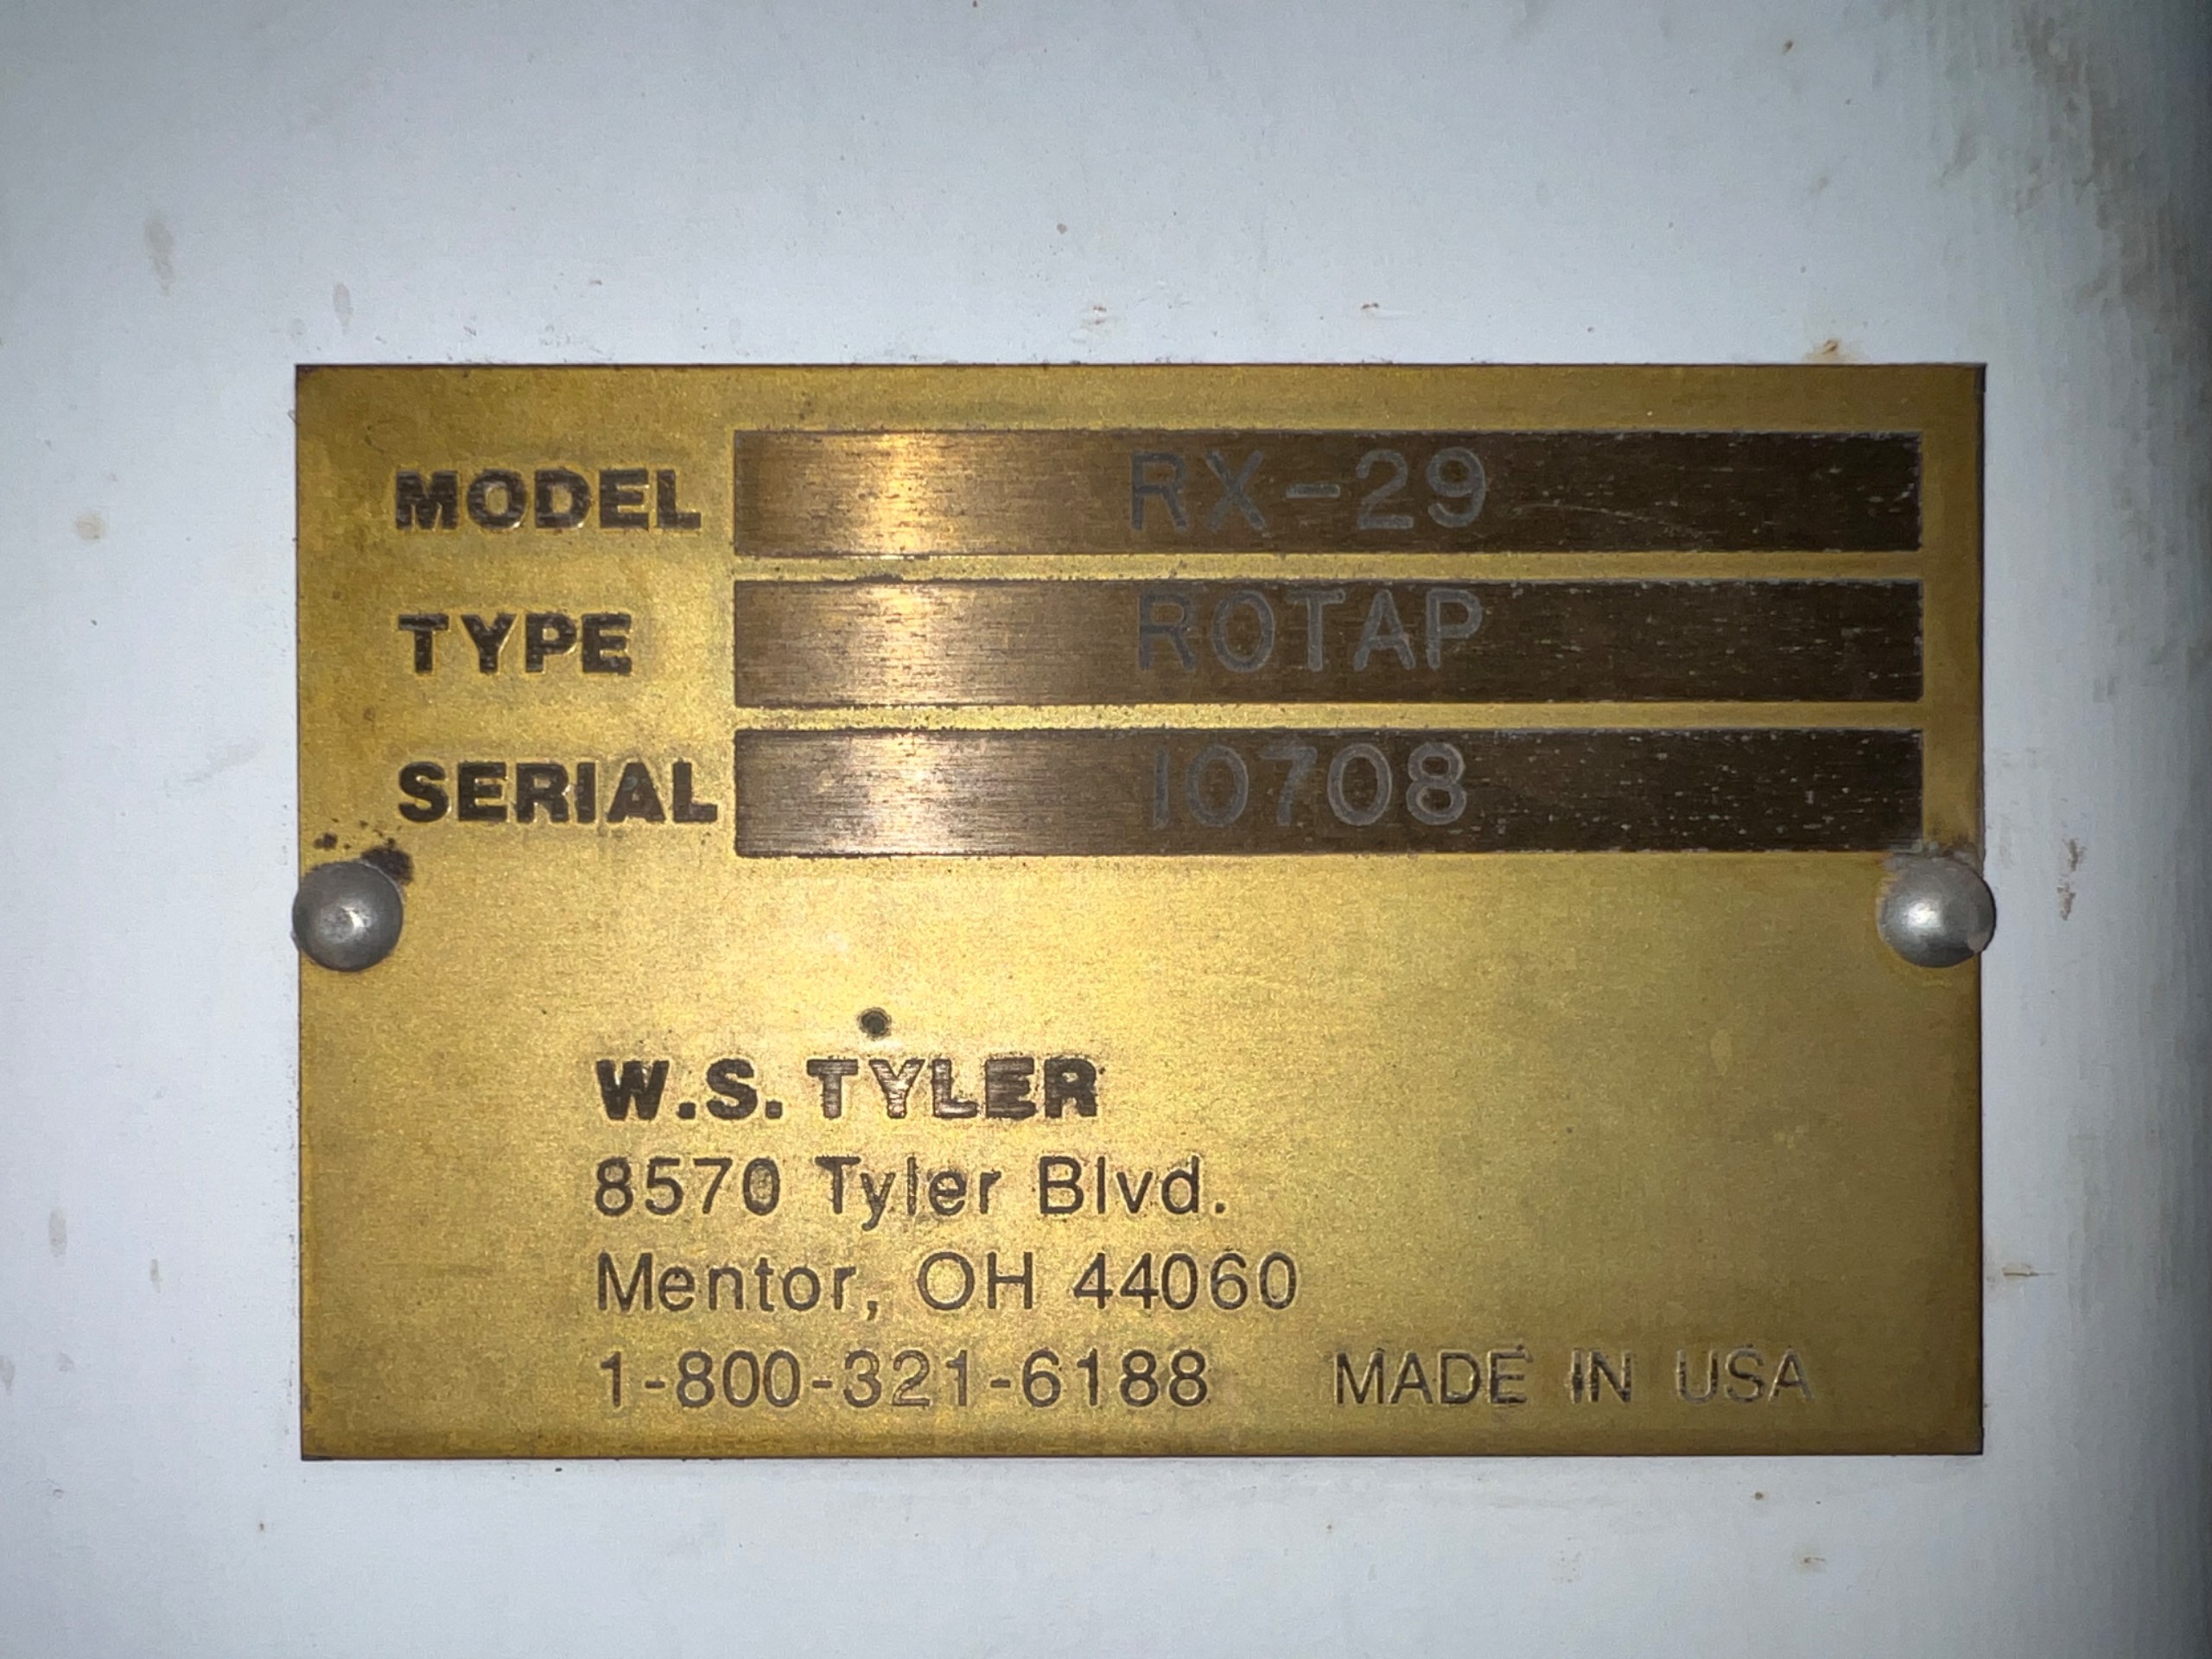 MODEL RX-29
TYPE ROTAP
SERIAL 10708
W.S. TYLER
8570 Tyler Blvd.
Mentor, OH 44060
1-800-321-6188 MADE IN USA